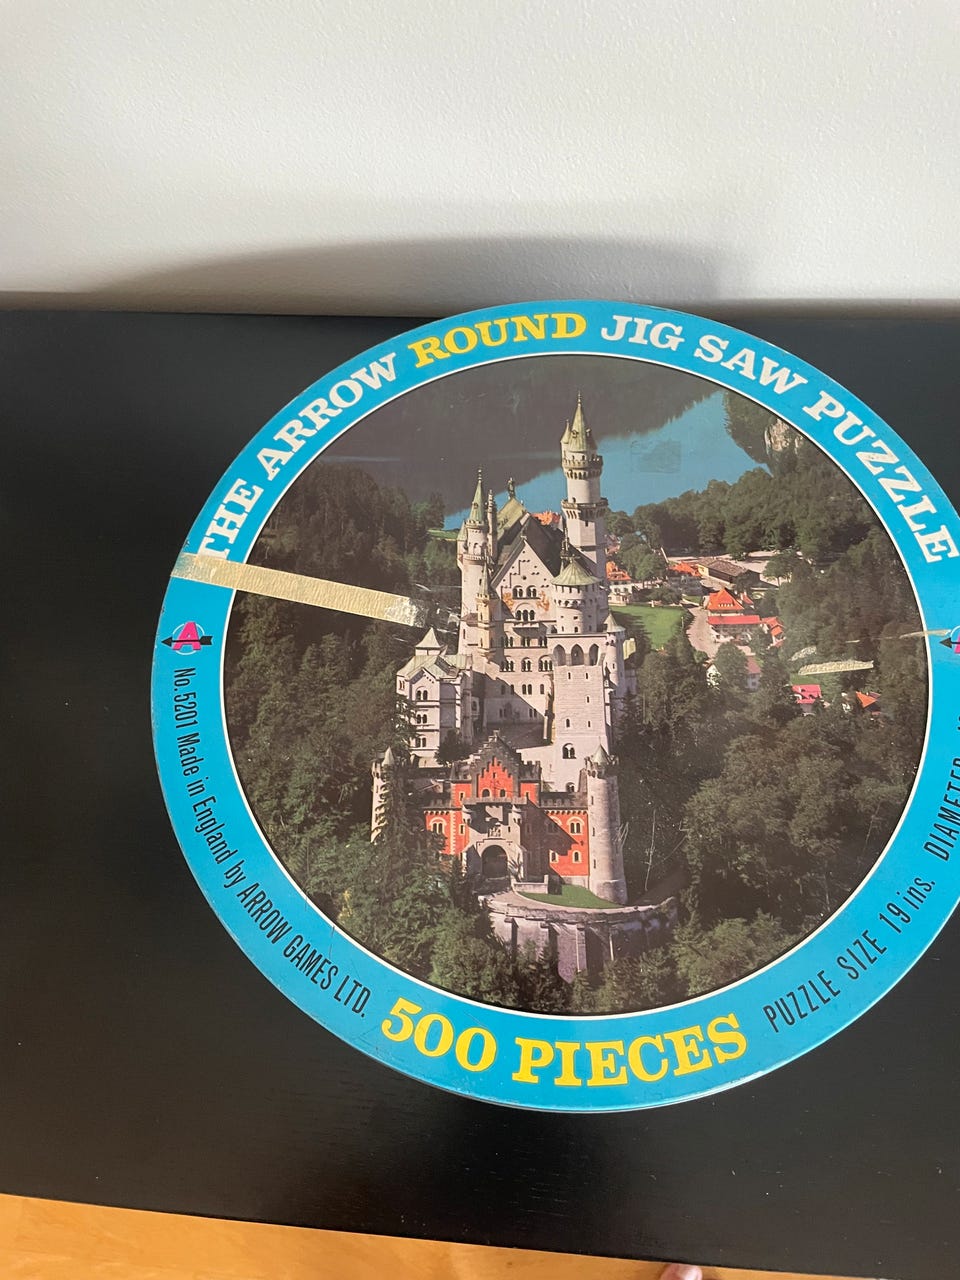 THE ARROW ROUND JIG SAW PUZZLE
A
No. 5201 Made in England by ARROW GAMES LTD.
500 PIECES
PUZZLE SIZE 19 ins. DIAMETER